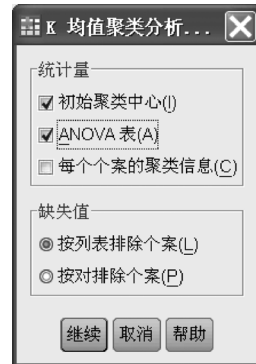 K 均值聚类分析...
统计量
初始聚类中心(I)
ANOVA 表(A)
每个个案的聚类信息(C)
缺失值
按列表排除个案(L)
按对排除个案(P)
继续 取消 帮助